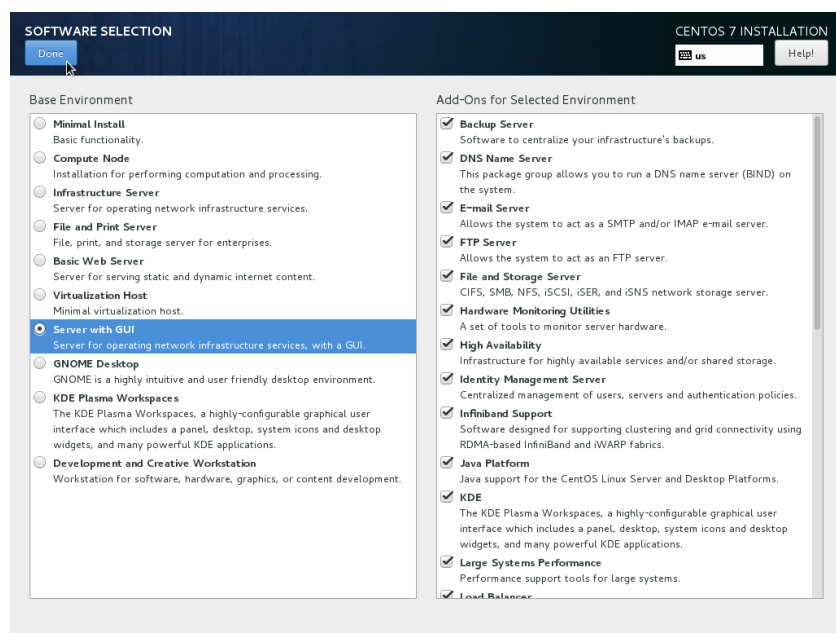 SOFTWARE SELECTION
CENTOS 7 INSTALLATION
Done
us
Help!
Base Environment
Minimal Install
Basic functionality.
Compute Node
Installation for performing computation and processing.
Infrastructure Server
Server for operating network infrastructure services.
File and Print Server
File, print, and storage server for enterprises.
Basic Web Server
Server for serving static and dynamic internet content.
Virtualization Host
Minimal virtualization host.
Server with GUI
Server for operating network infrastructure services, with a GUI.
GNOME Desktop
GNOME is a highly intuitive and user friendly desktop environment.
KDE Plasma Workspaces
The KDE Plasma Workspaces, a highly-configurable graphical user
interface which includes a panel, desktop, system icons and desktop
widgets, and many powerful KDE applications.
Development and Creative Workstation
Workstation for software, hardware, graphics, or content development.
Add-Ons for Selected Environment
Backup Server
Software to centralize your infrastructure's backups.
DNS Name Server
This package group allows you to run a DNS name server (BIND) on
the system.
E-mail Server
Allows the system to act as a SMTP and/or IMAP e-mail server.
FTP Server
Allows the system to act as an FTP server.
File and Storage Server
CIFS, SMB, NFS, iSCSI, iSER, and iSNS network storage server.
Hardware Monitoring Utilities
A set of tools to monitor server hardware.
High Availability
Infrastructure for highly available services and/or shared storage.
Identity Management Server
Centralized management of users, servers and authentication policies.
Infiniband Support
Software designed for supporting clustering and grid connectivity using
RDMA-based InfiniBand and iWARP fabrics.
Java Platform
Java support for the CentOS Linux Server and Desktop Platforms.
KDE
The KDE Plasma Workspaces, a highly-configurable graphical user
interface which includes a panel, desktop, system icons and desktop
widgets, and many powerful KDE applications.
Large Systems Performance
Performance support tools for large systems.
Load Balancer